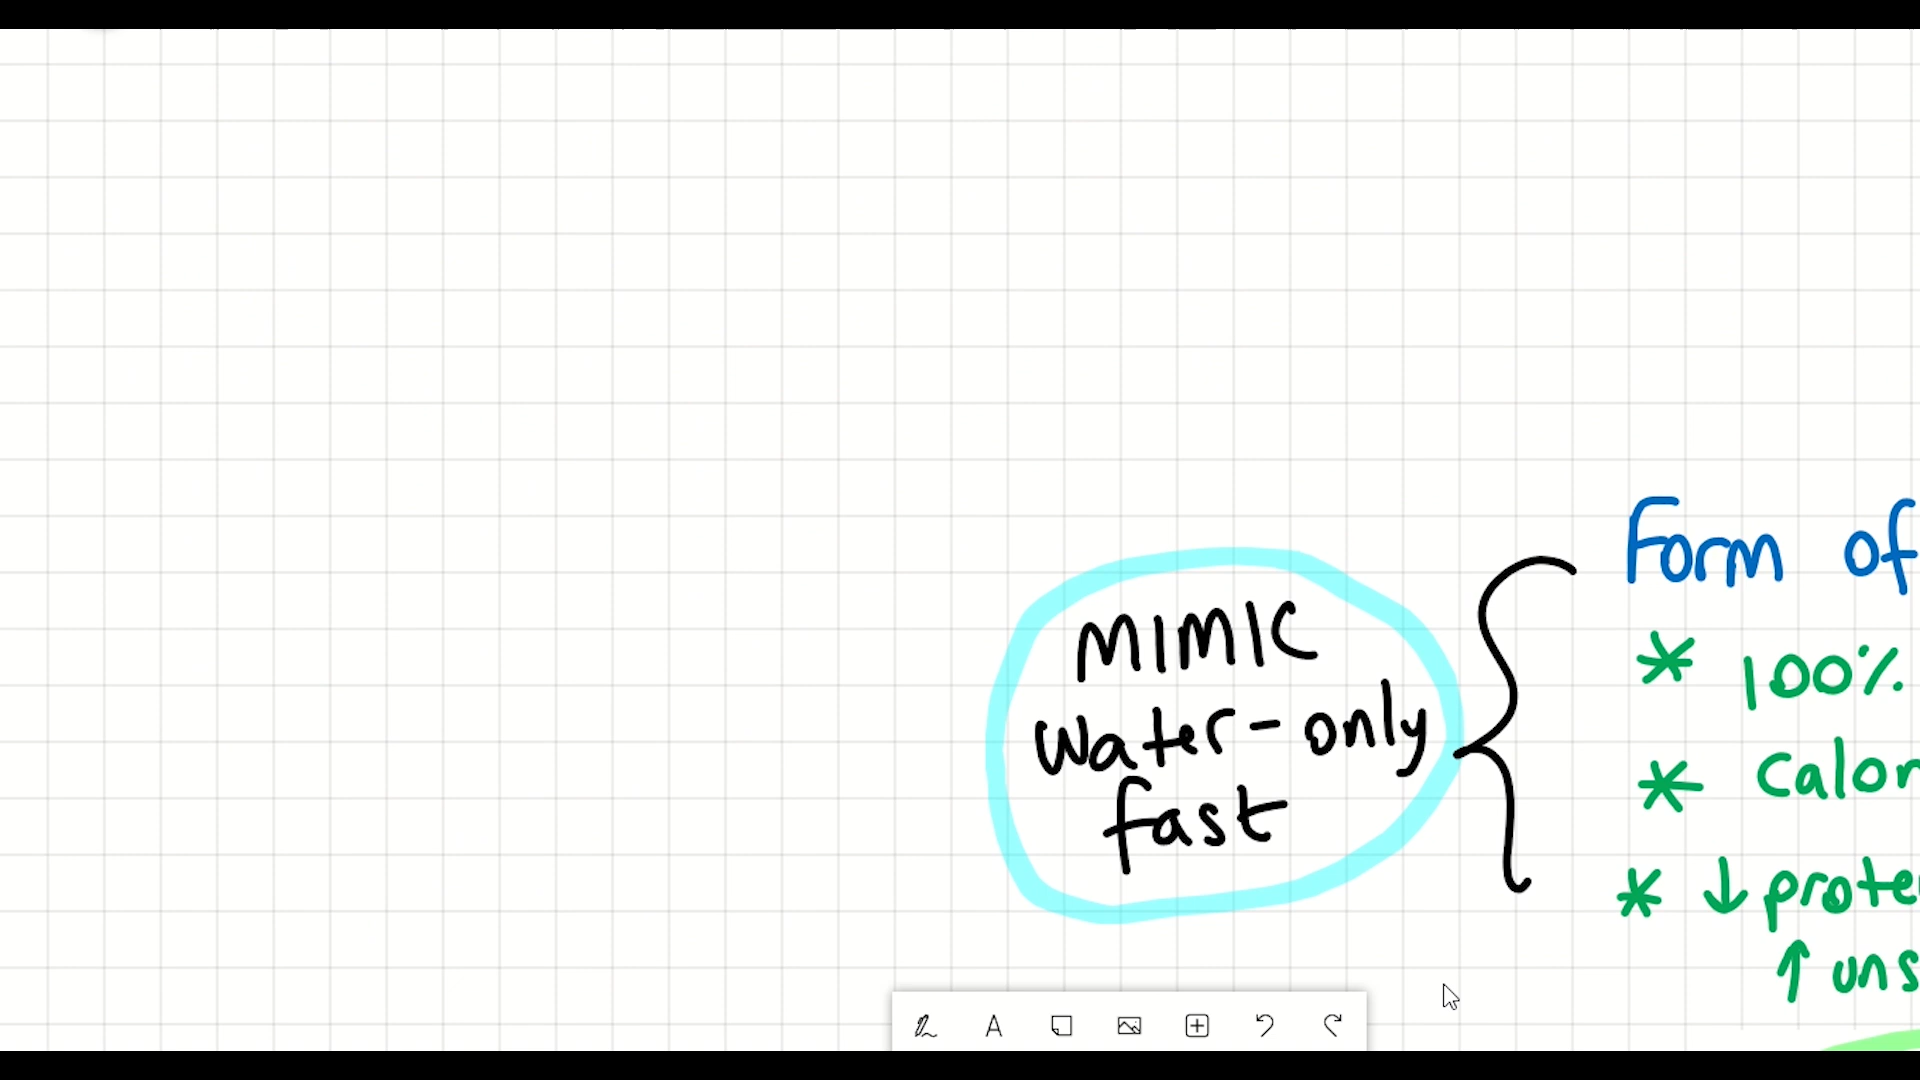 MIMIC
Water-only
fast
Form of
* 100%
* Calor
* ↓ prote
↑ uns
A